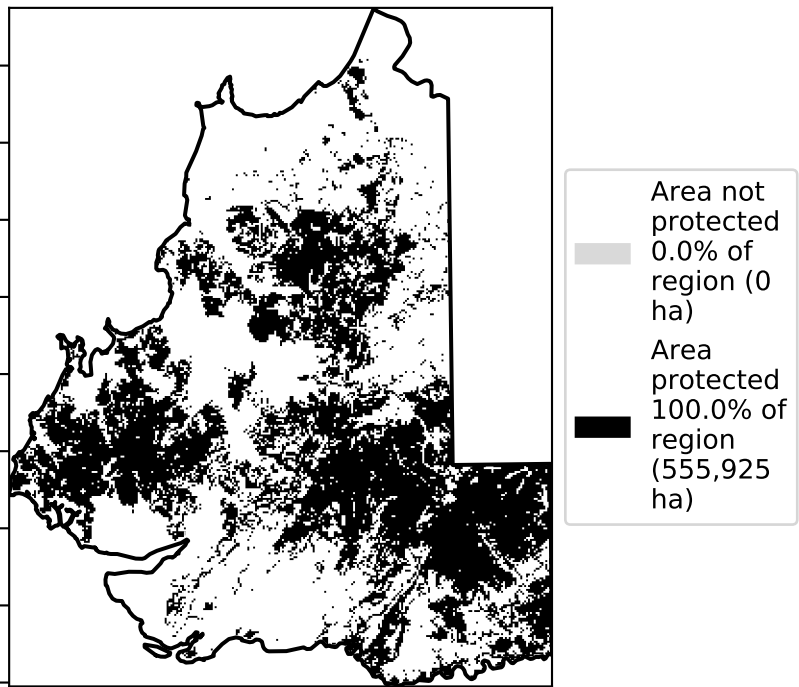 Area not
protected
0.0% of
region (0
ha)
Area
protected
100.0% of
region
(555,925
ha)